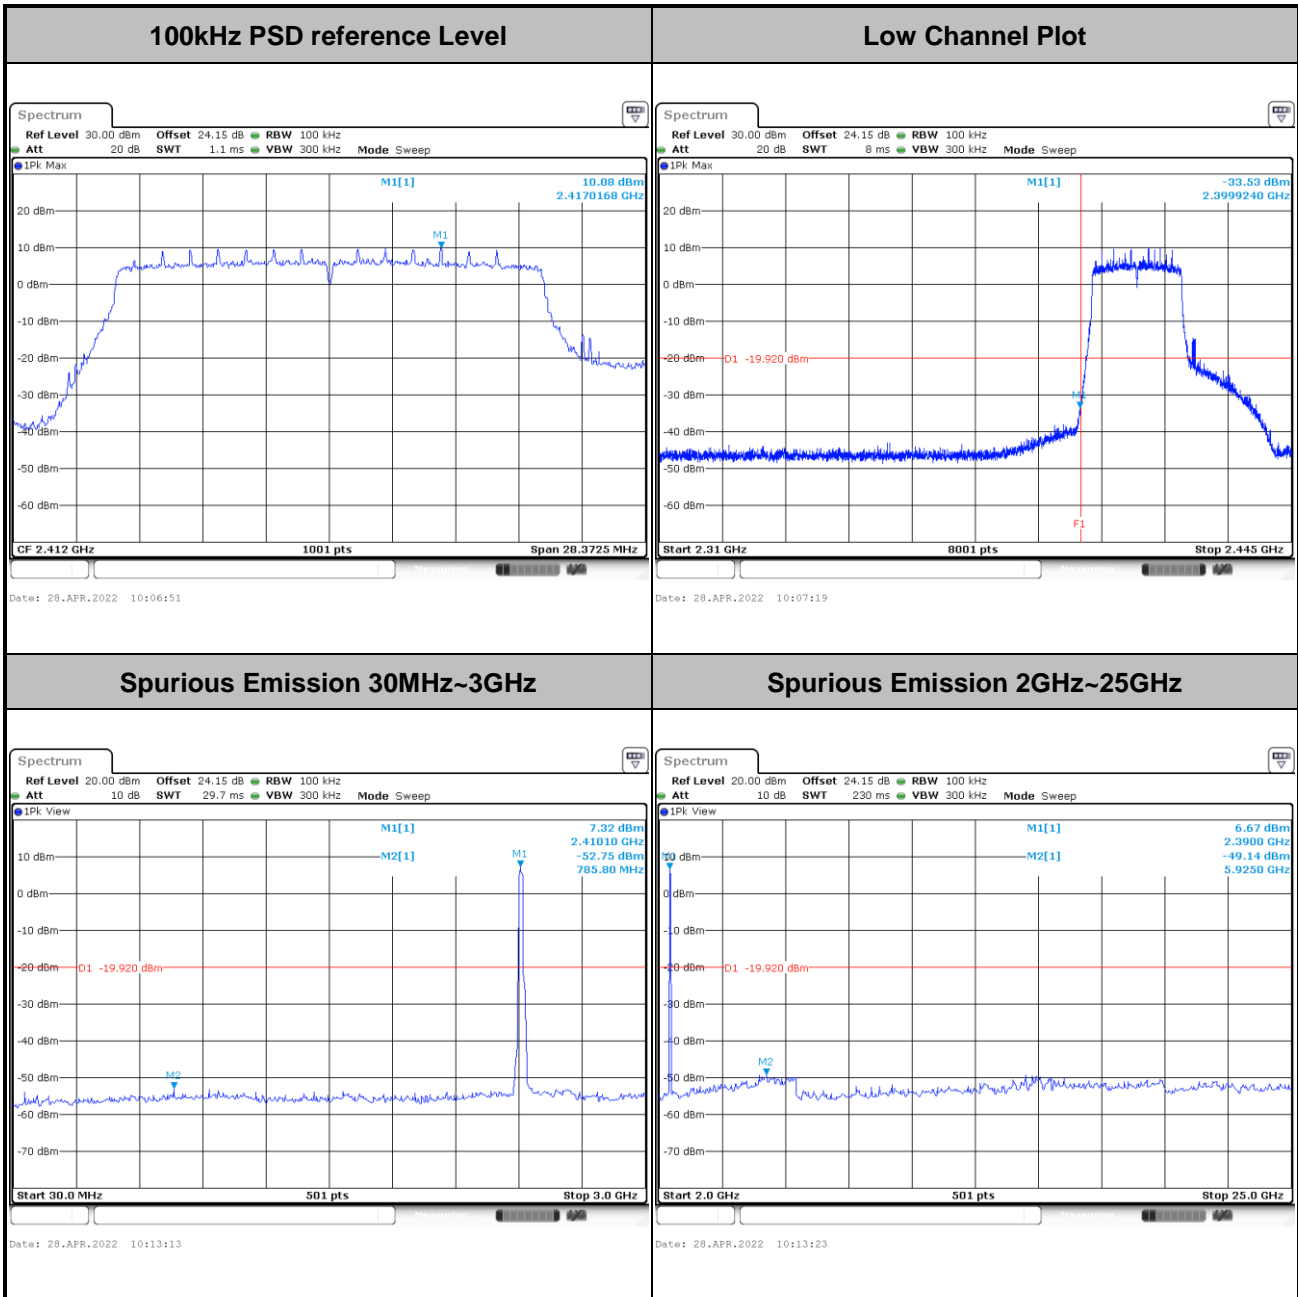 100kHz PSD reference Level
Low Channel Plot
Spectrum
Ref Level 30.00 dBm Offset 24.15 dB RBW 100 kHz
Att 20 dB SWT 1.1 ms VBW 300 kHz Mode Sweep
1Pk Max
M1[1] 10.08 dBm
2.4170168 GHz
20 dBm
M1
10 dBm
0 dBm
-10 dBm
-20 dBm
-30 dBm
-40 dBm
-50 dBm
-60 dBm
CF 2.412 GHz 1001 pts Span 28.3725 MHz
Measuring
Date: 28.APR.2022 10:06:51
Spectrum
Ref Level 30.00 dBm Offset 24.15 dB RBW 100 kHz
Att 20 dB SWT 8 ms VBW 300 kHz Mode Sweep
1Pk Max
M1[1] -33.53 dBm
2.3999240 GHz
20 dBm
10 dBm
0 dBm
-10 dBm
-20 dBm D1 -19.920 dBm
-30 dBm
M1
-40 dBm
-50 dBm
-60 dBm
F1
Start 2.31 GHz 8001 pts Stop 2.445 GHz
Measuring
Date: 28.APR.2022 10:07:19
Spurious Emission 30MHz~3GHz
Spurious Emission 2GHz~25GHz
Spectrum
Ref Level 20.00 dBm Offset 24.15 dB RBW 100 kHz
Att 10 dB SWT 29.7 ms VBW 300 kHz Mode Sweep
1Pk View
M1[1] 7.32 dBm
2.41010 GHz
M2[1] -52.75 dBm
785.80 MHz
M1
10 dBm
0 dBm
-10 dBm
-20 dBm D1 -19.920 dBm
-30 dBm
-40 dBm
-50 dBm
M2
-60 dBm
-70 dBm
Start 30.0 MHz 501 pts Stop 3.0 GHz
Measuring
Date: 28.APR.2022 10:13:13
Spectrum
Ref Level 20.00 dBm Offset 24.15 dB RBW 100 kHz
Att 10 dB SWT 230 ms VBW 300 kHz Mode Sweep
1Pk View
M1[1] 6.67 dBm
2.3900 GHz
M2[1] -49.14 dBm
5.9250 GHz
M1
10 dBm
0 dBm
-10 dBm
-20 dBm D1 -19.920 dBm
-30 dBm
-40 dBm
M2
-50 dBm
-60 dBm
-70 dBm
Start 2.0 GHz 501 pts Stop 25.0 GHz
Measuring
Date: 28.APR.2022 10:13:23